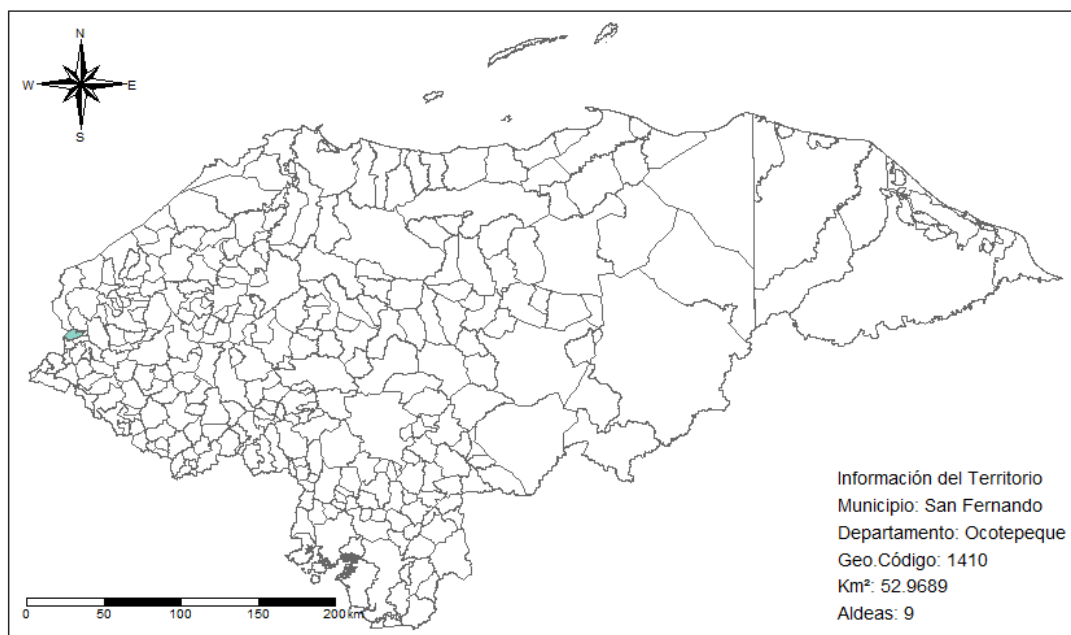 N
W E
S
Información del Territorio
Municipio: San Fernando
Departamento: Ocotepeque
Geo.Código: 1410
Km²: 52.9689
Aldeas: 9
0 50 100 150 200 km